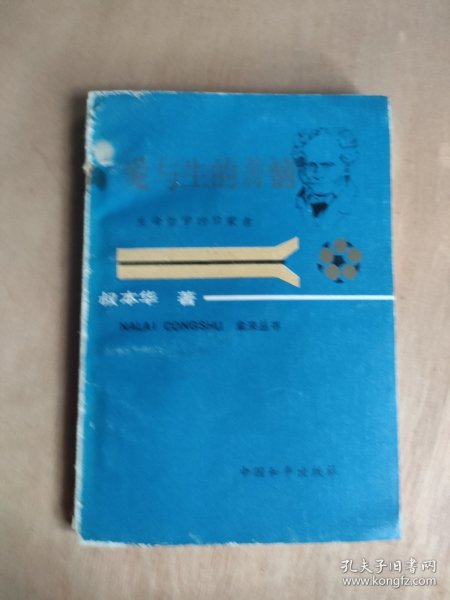 爱与生的苦恼
生命哲学的启蒙者
叔本华 著
NALAI CONGSHU 拿来丛书
中国和平出版社
孔夫子旧书网
www.kongfz.com